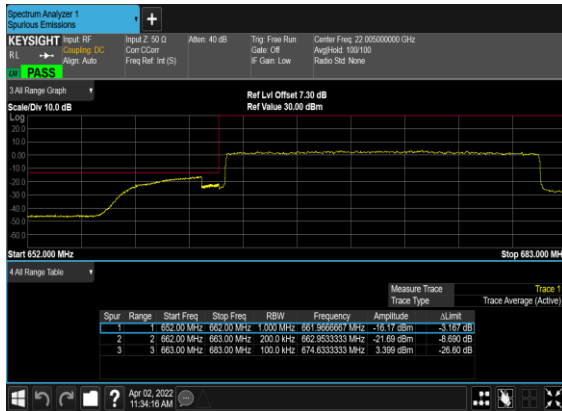 Spectrum Analyzer 1
Spurious Emissions
+
KEYSIGHT
RL
PASS
Input: RF
Coupling: DC
Align: Auto
Input Z: 50 Ω
Corr CCorr
Freq Ref: Int (S)
Atten: 40 dB
Trig: Free Run
Gate: Off
IF Gain: Low
Center Freq: 22.005000000 GHz
Avg|Hold: 100/100
Radio Std: None
3 All Range Graph
Scale/Div 10.0 dB
Ref Lvl Offset 7.30 dB
Ref Value 30.00 dBm
Log
20.0
10.0
0.00
-10.0
-20.0
-30.0
-40.0
-50.0
-60.0
Start 652.000 MHz
Stop 683.000 MH
4 All Range Table
Measure Trace Trace 1
Trace Type Trace Average (Active)
Spur Range Start Freq Stop Freq RBW Frequency Amplitude ΔLimit
1 1 652.00 MHz 662.00 MHz 1.000 MHz 661.9666667 MHz -16.17 dBm -3.167 dB
2 2 662.00 MHz 663.00 MHz 200.0 kHz 662.9533333 MHz -21.69 dBm -8.690 dB
3 3 663.00 MHz 683.00 MHz 100.0 kHz 674.6333333 MHz 3.399 dBm -26.60 dB
?
Apr 02, 2022
11:34:16 AM